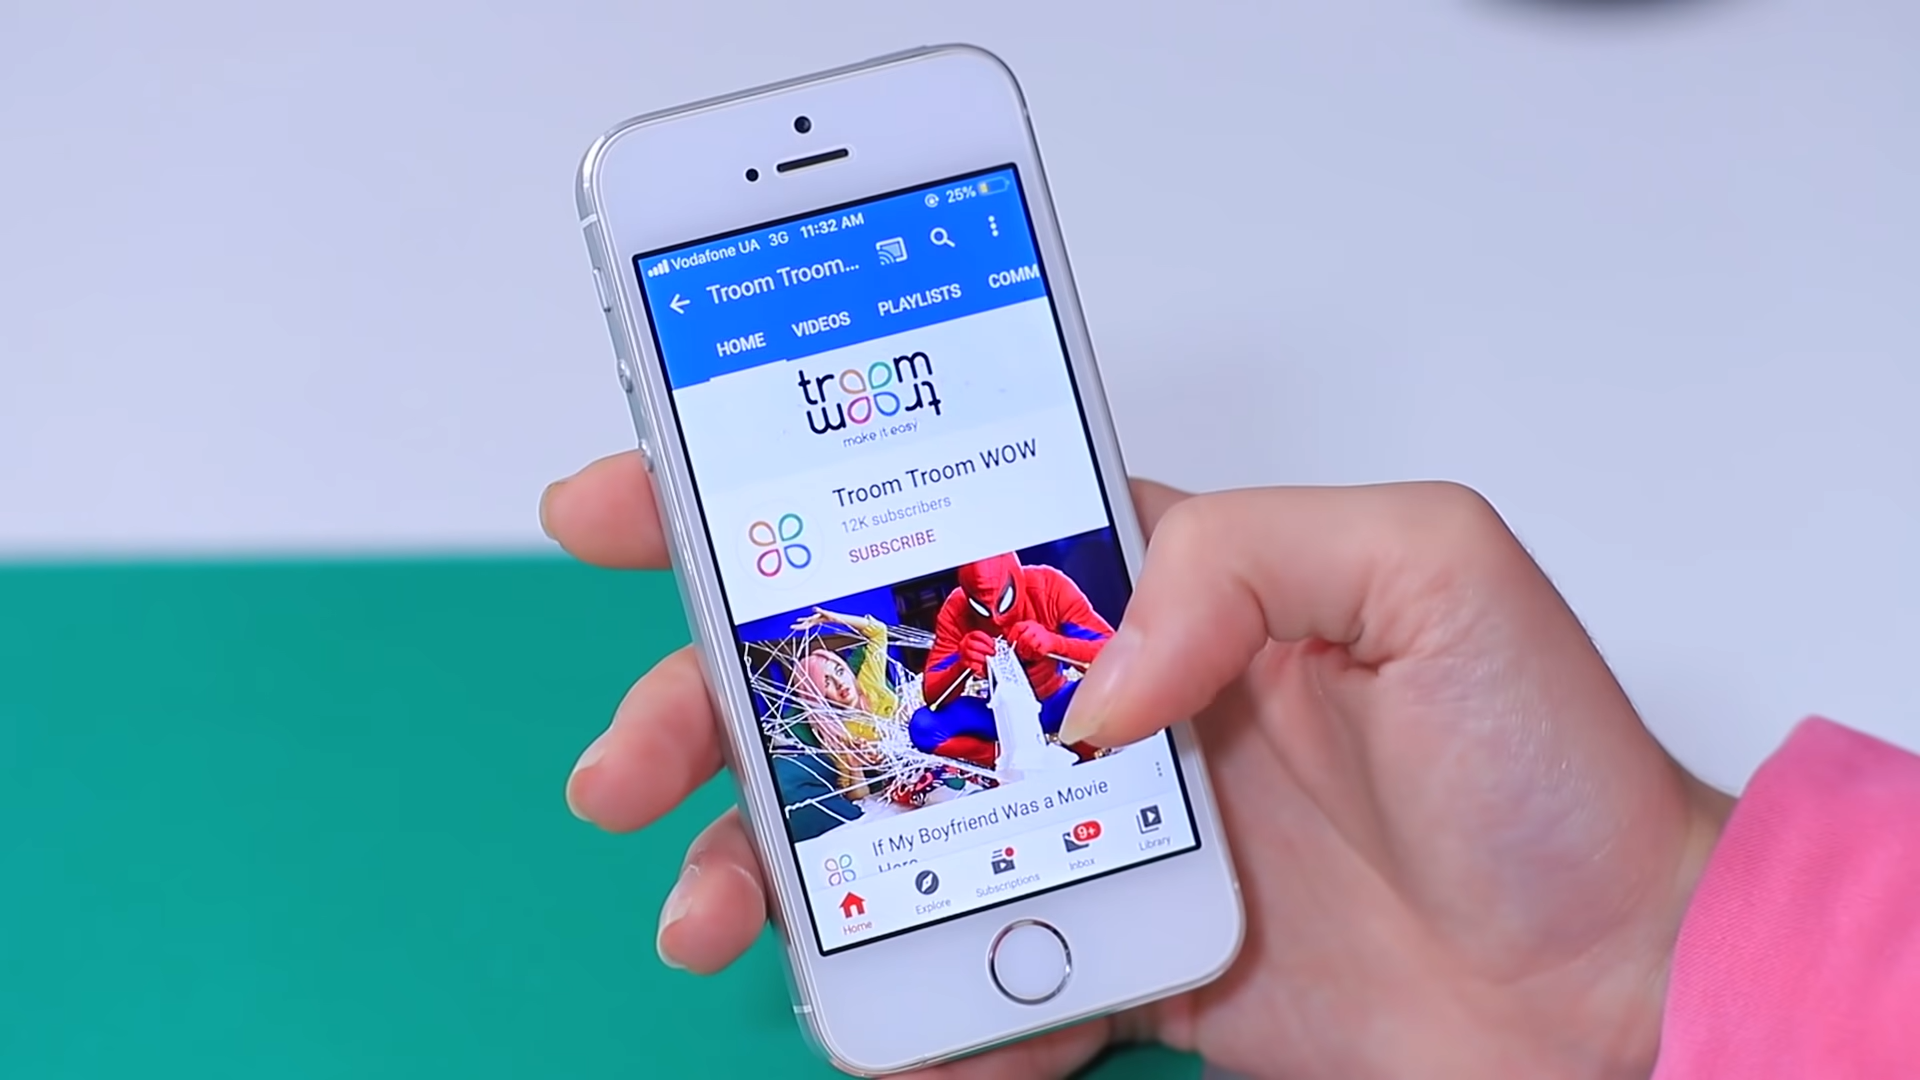 Vodafone UA 3G 11:32 AM 25%
Troom Troom...
HOME VIDEOS PLAYLISTS COMM
troom
troom
make it easy
Troom Troom WOW
12K subscribers
SUBSCRIBE
If My Boyfriend Was a Movie
Hero
Home Explore Subscriptions 9+ Inbox Library